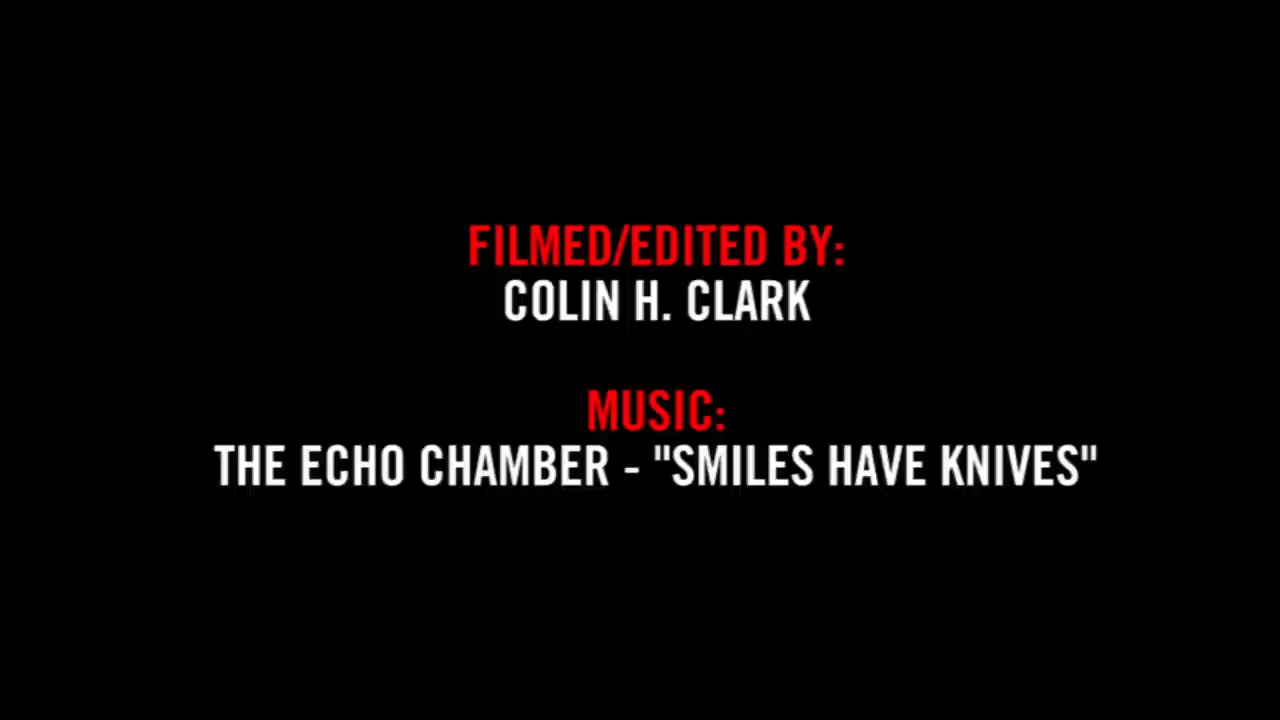 FILMED/EDITED BY:
COLIN H. CLARK
MUSIC:
THE ECHO CHAMBER - "SMILES HAVE KNIVES"